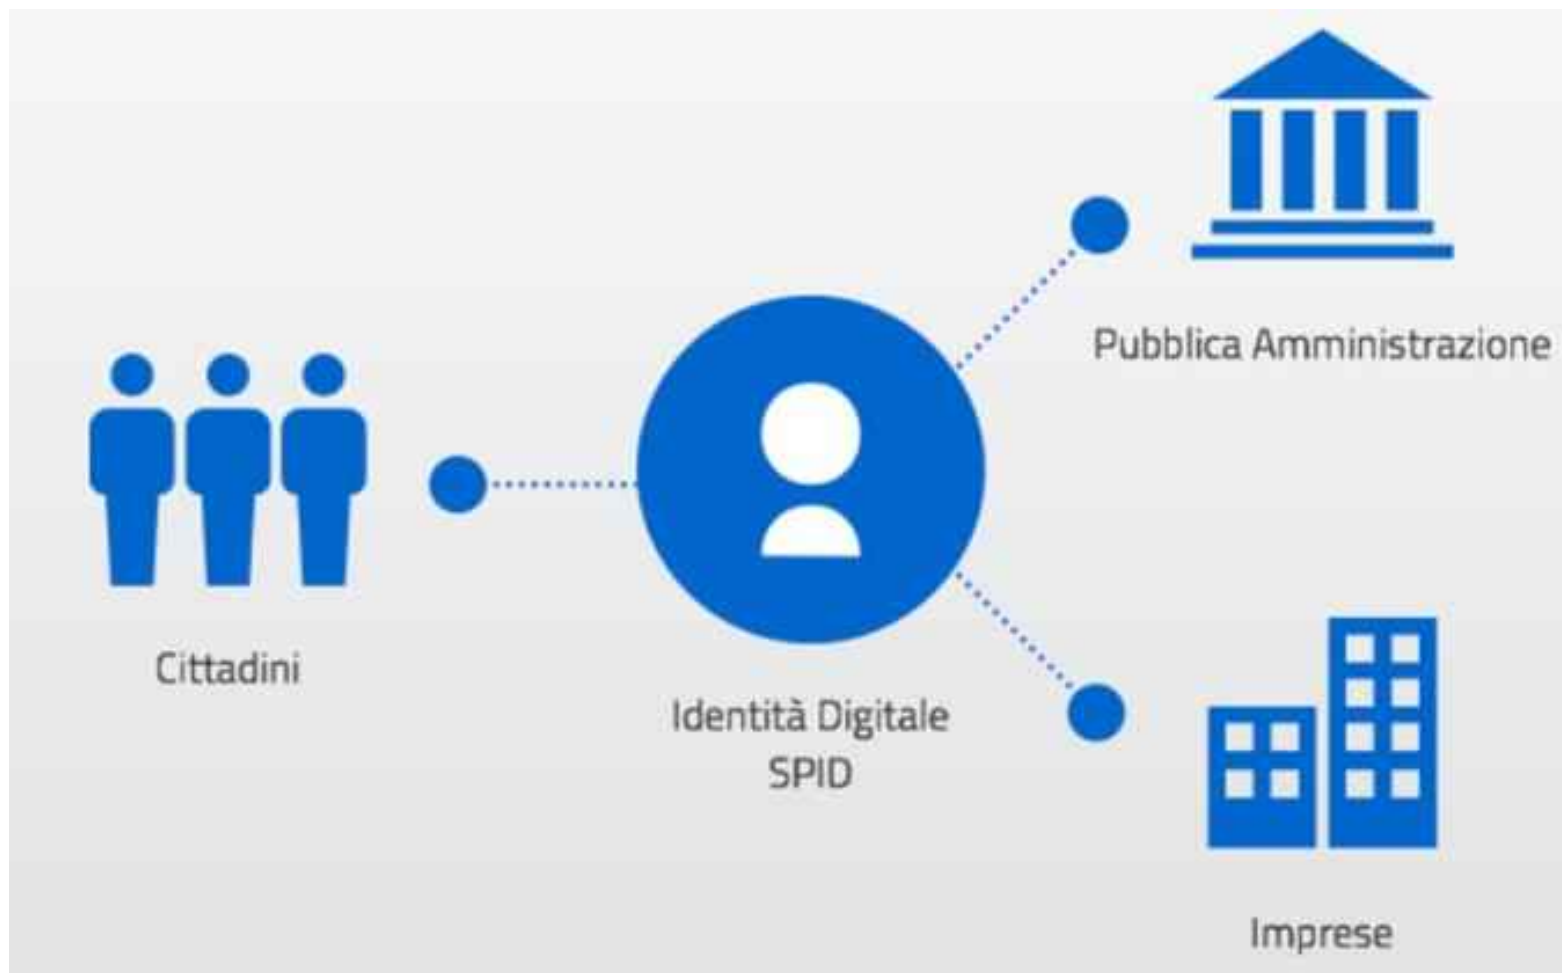 Pubblica Amministrazione
Cittadini
Identità Digitale
SPID
Imprese